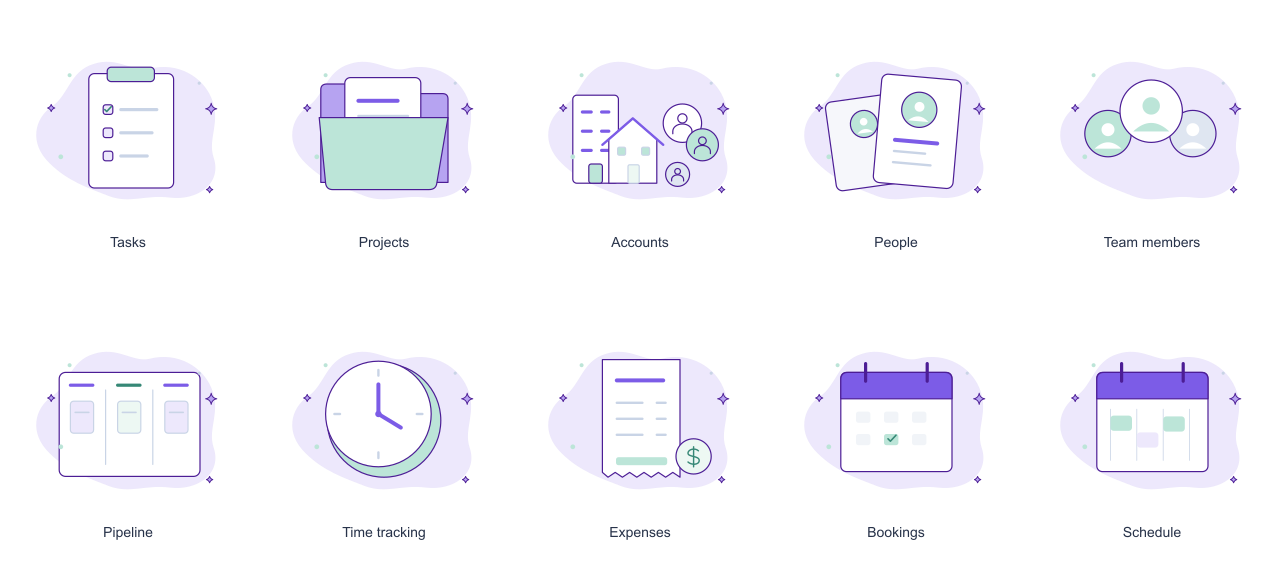 Tasks
Projects
Accounts
People
Team members
$
Pipeline
Time tracking
Expenses
Bookings
Schedule